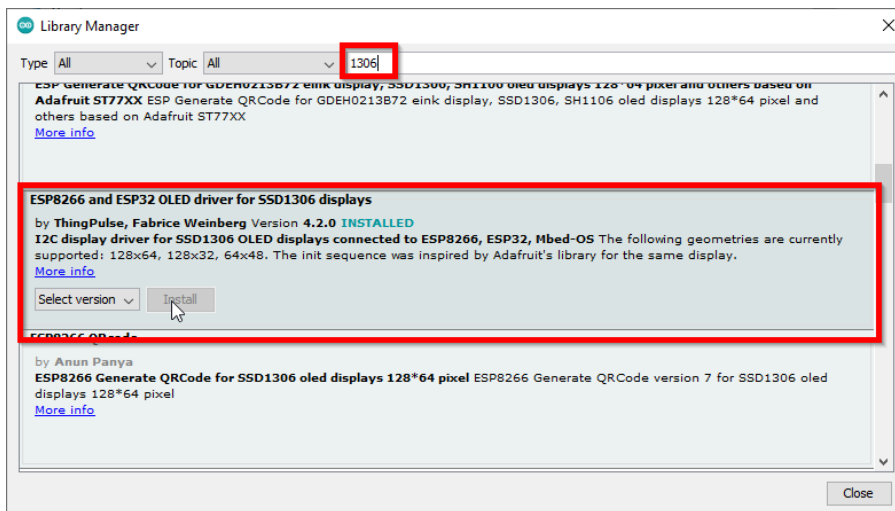 Library Manager
Type All Topic All 1306
ESP Generate QRCode for GDEH0213B72 eink display, SSD1306, SH1106 oled displays 128*64 pixel and others based on
Adafruit ST77XX ESP Generate QRCode for GDEH0213B72 eink display, SSD1306, SH1106 oled displays 128*64 pixel and
others based on Adafruit ST77XX
More info
ESP8266 and ESP32 OLED driver for SSD1306 displays
by ThingPulse, Fabrice Weinberg Version 4.2.0 INSTALLED
I2C display driver for SSD1306 OLED displays connected to ESP8266, ESP32, Mbed-OS The following geometries are currently
supported: 128x64, 128x32, 64x48. The init sequence was inspired by Adafruit's library for the same display.
More info
Select version Install
ESP8266 QRcode
by Anun Panya
ESP8266 Generate QRCode for SSD1306 oled displays 128*64 pixel ESP8266 Generate QRCode version 7 for SSD1306 oled
displays 128*64 pixel
More info
Close